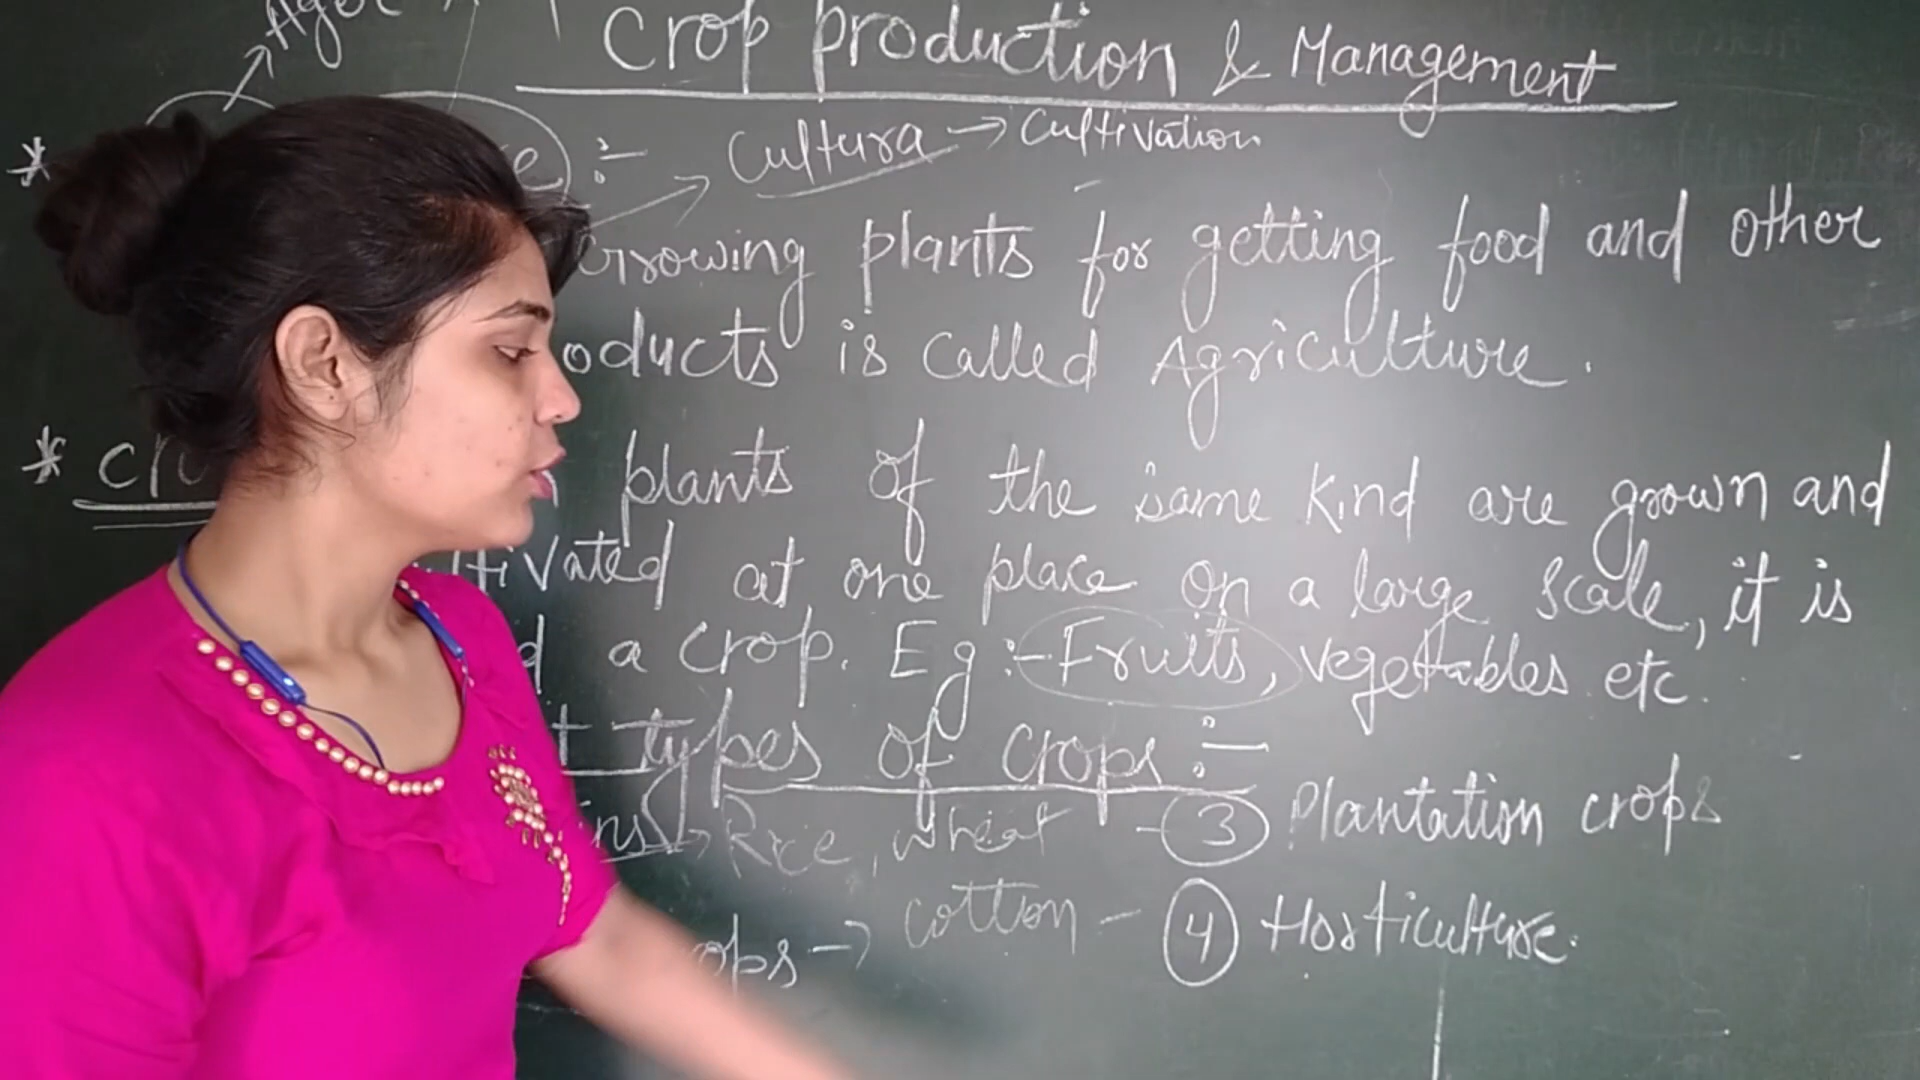 Ager
Crop production & Management
* :- Cultura → Cultivation
Growing plants for getting food and other
oducts is called Agriculture.
* plants of the same kind are grown and
tivated at one place on a large scale, it is
a crop. Eg :- Fruits, vegetables etc.
types of crops :-
→ Rice, wheat - 3 Plantation crops
ops → cotton - 4 Horticulture.